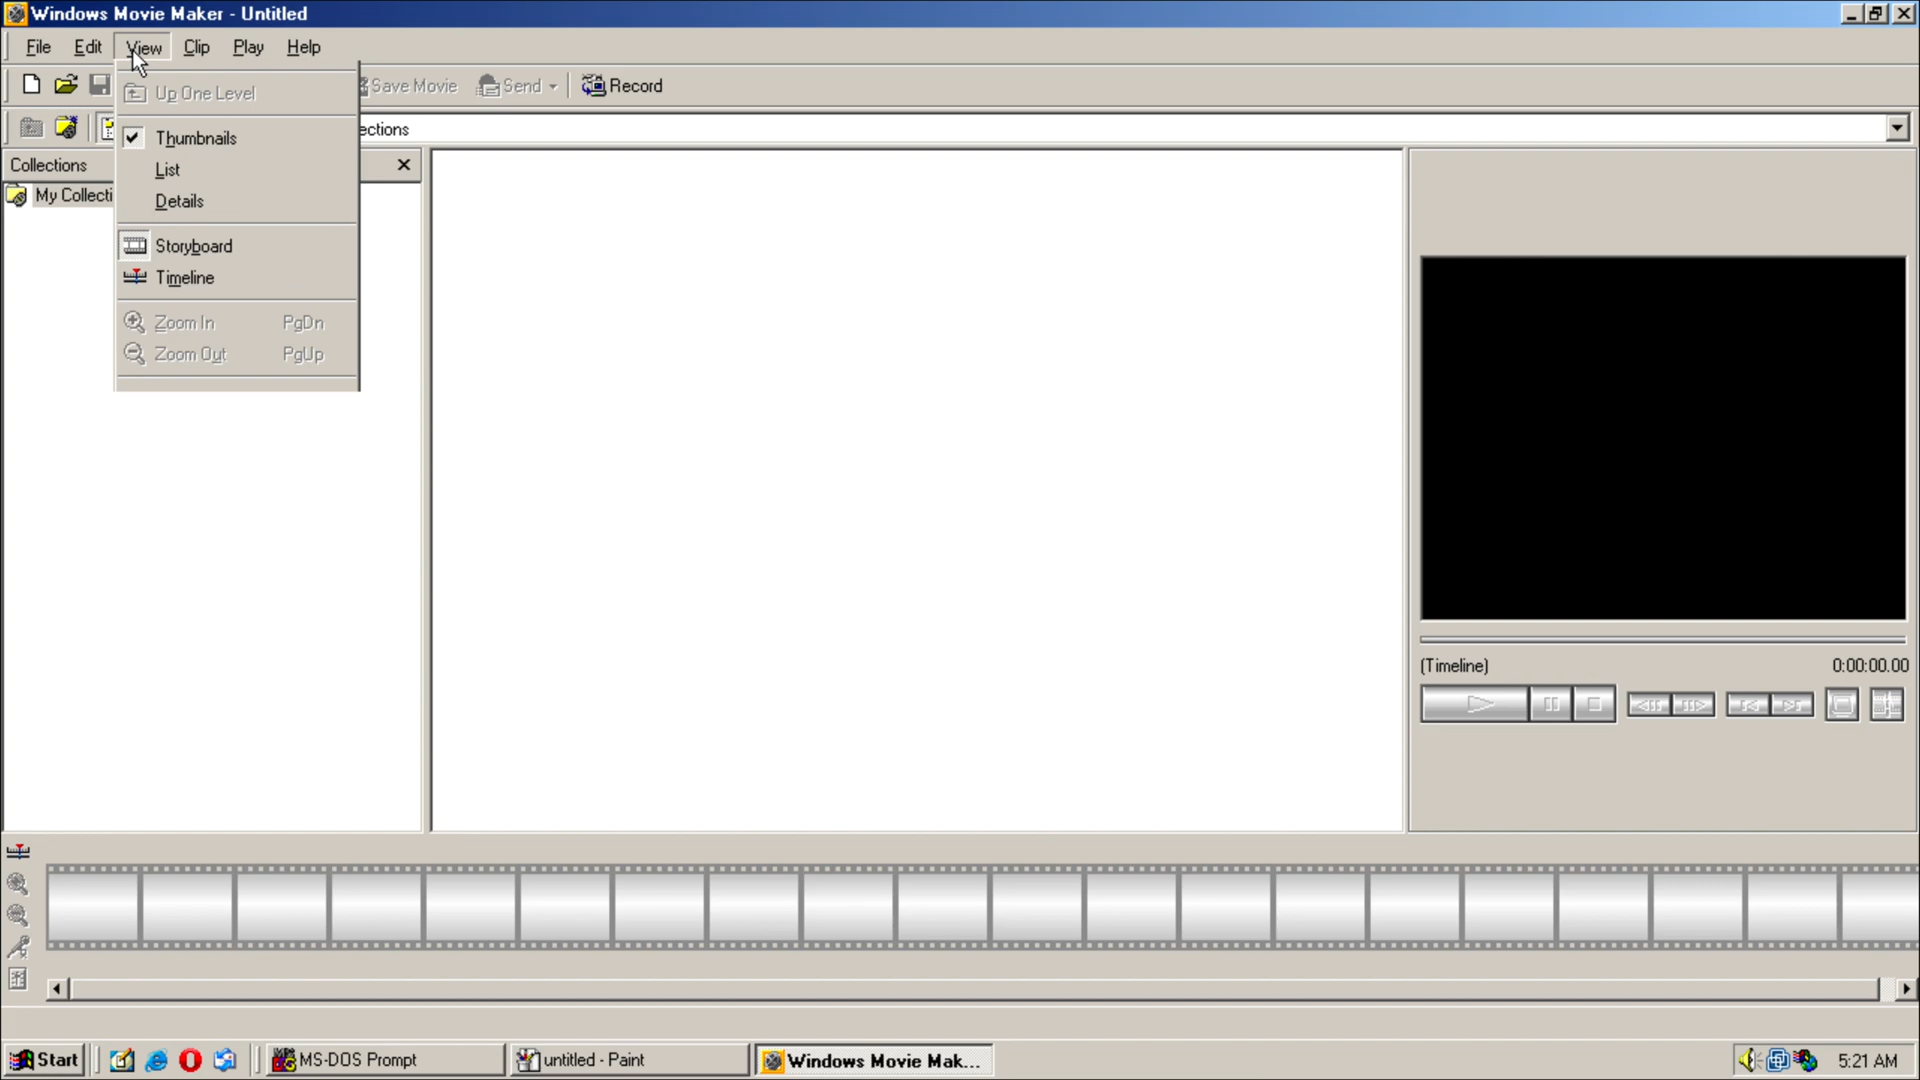 Windows Movie Maker - Untitled
File Edit View Clip Play Help
Save Movie Send Record
Up One Level
ections
Thumbnails
List
Details
Collections
My Collecti
Storyboard
Timeline
Zoom In PgDn
Zoom Out PgUp
(Timeline) 0:00:00.00
Start MS-DOS Prompt untitled - Paint Windows Movie Mak... 5:21 AM